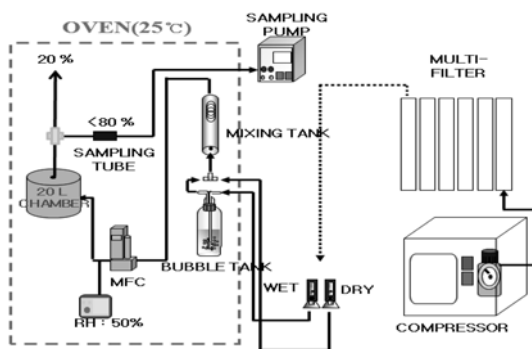 OVEN(25℃)
SAMPLING
PUMP
20 %
MULTI-
FILTER
<80 %
MIXING TANK
SAMPLING
TUBE
20 L
CHAMBER
BUBBLE TANK
MFC
WET
DRY
RH : 50%
COMPRESSOR